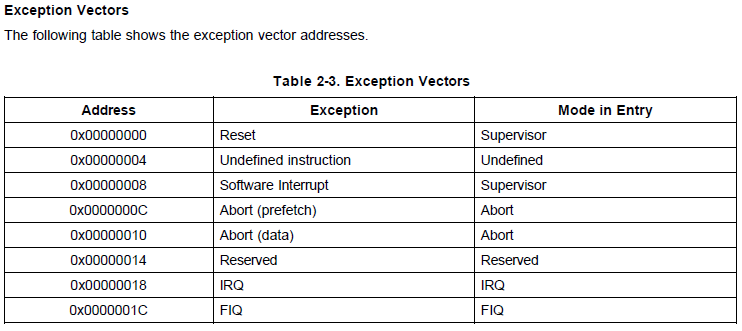 Exception Vectors
The following table shows the exception vector addresses.
Table 2-3. Exception Vectors
Address Exception Mode in Entry
0x00000000 Reset Supervisor
0x00000004 Undefined instruction Undefined
0x00000008 Software Interrupt Supervisor
0x0000000C Abort (prefetch) Abort
0x00000010 Abort (data) Abort
0x00000014 Reserved Reserved
0x00000018 IRQ IRQ
0x0000001C FIQ FIQ